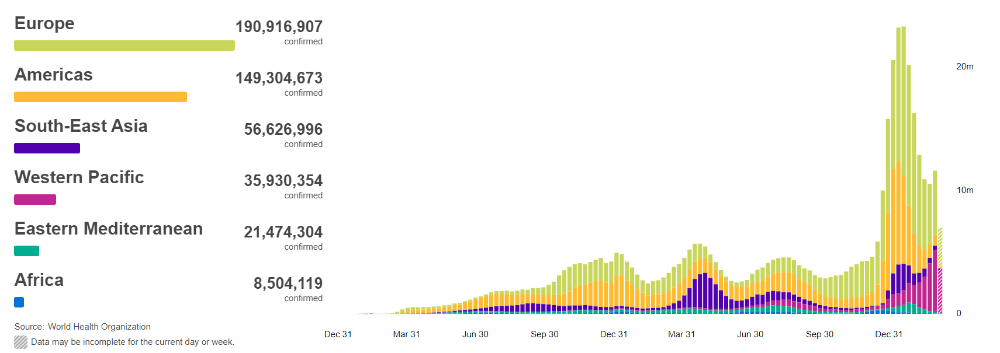 Europe
190,916,907
confirmed
Americas
149,304,673
confirmed
South-East Asia
56,626,996
confirmed
Western Pacific
35,930,354
confirmed
Eastern Mediterranean
21,474,304
confirmed
Africa
8,504,119
confirmed
Source: World Health Organization
Data may be incomplete for the current day or week.
20m
10m
0
Dec 31 Mar 31 Jun 30 Sep 30 Dec 31 Mar 31 Jun 30 Sep 30 Dec 31